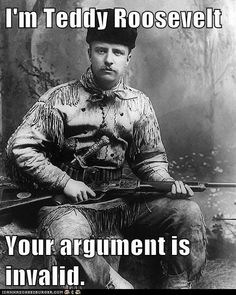 I'm Teddy Roosevelt
Your argument is
invalid.